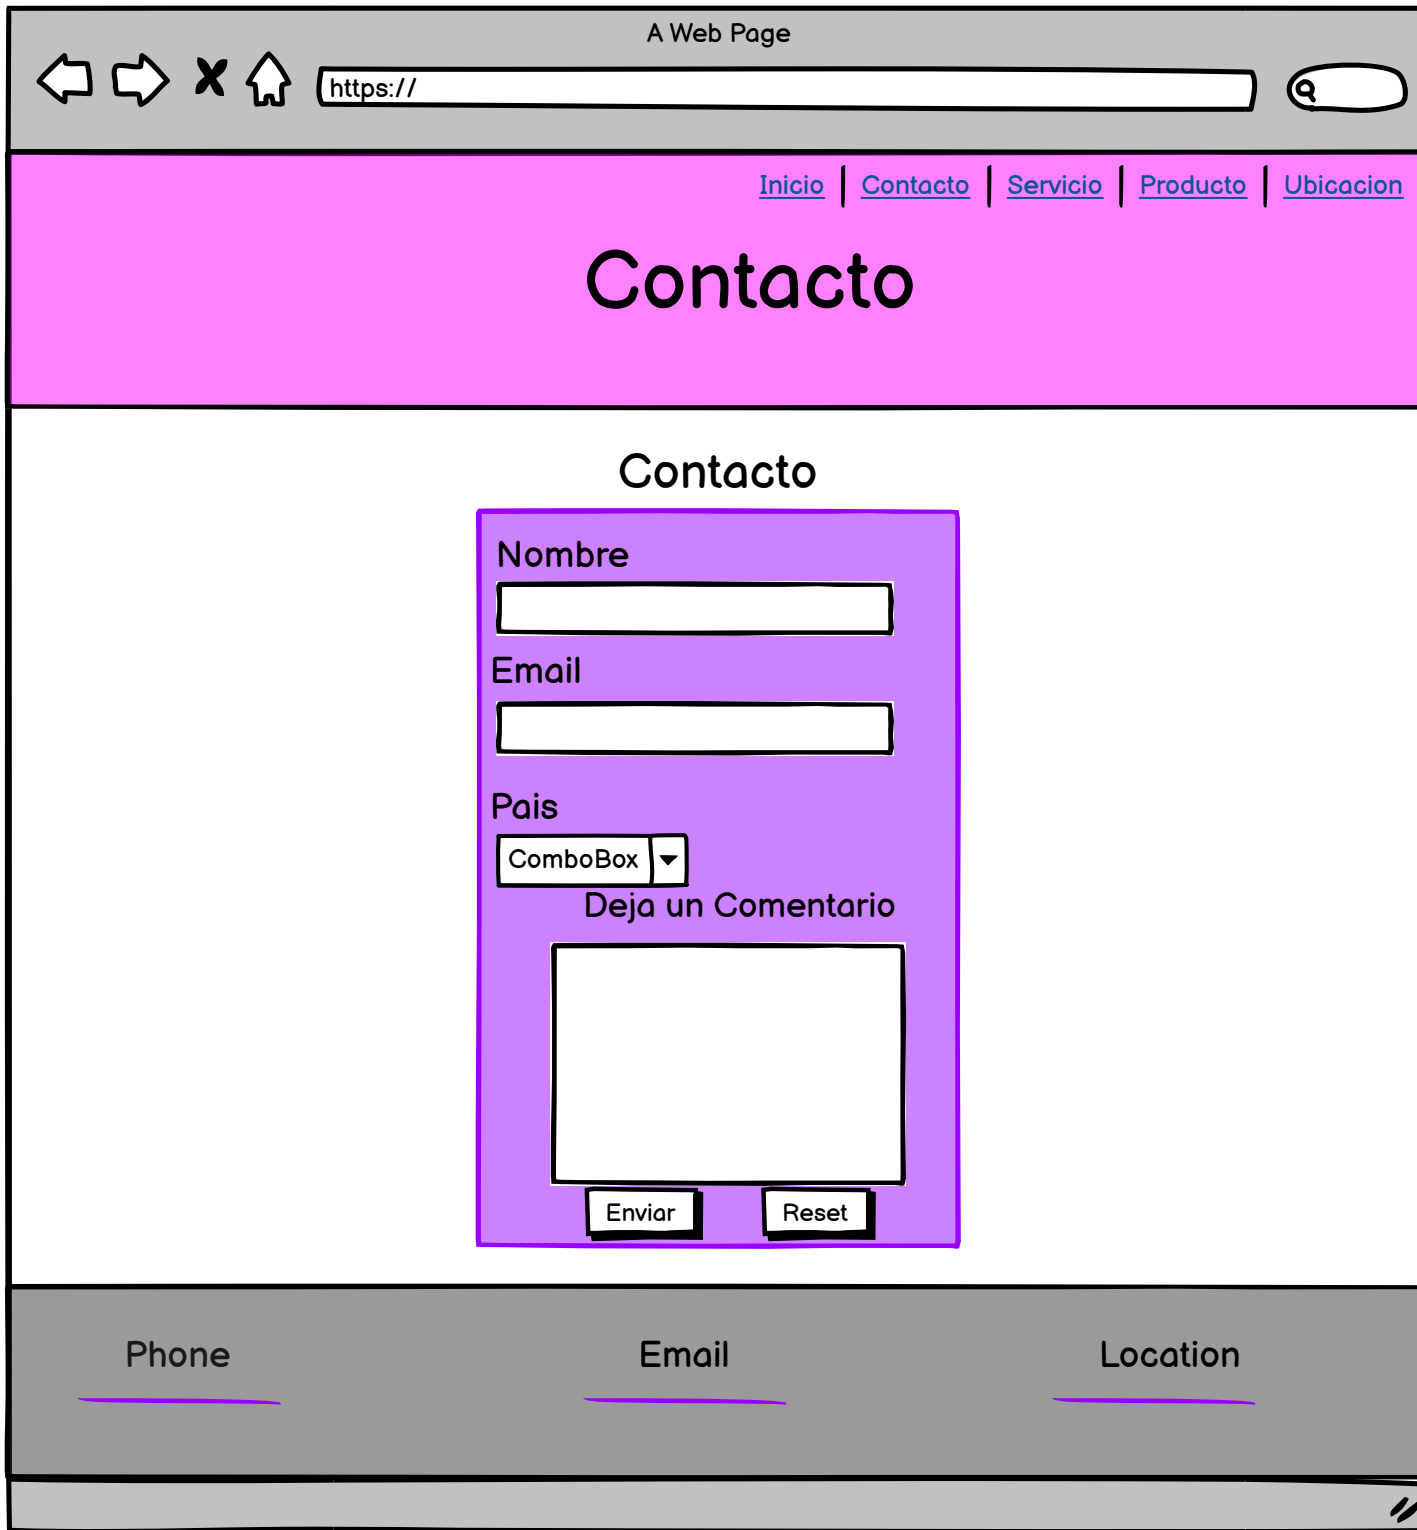 A Web Page
https://
Inicio Contacto Servicio Producto Ubicacion
Contacto
Contacto
Nombre
Email
Pais
ComboBox
Deja un Comentario
Enviar Reset
Phone Email Location